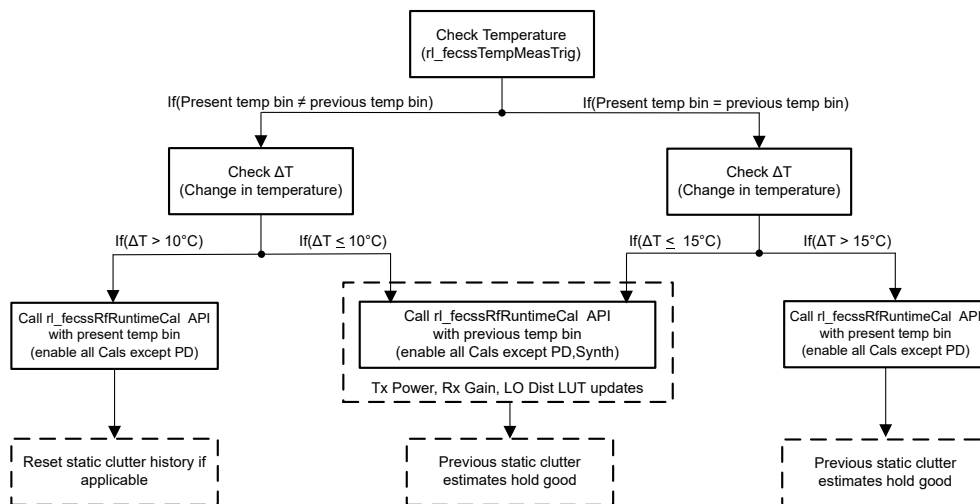 Check Temperature
(rl_fecssTempMeasTrig)
If(Present temp bin ≠ previous temp bin)
If(Present temp bin = previous temp bin)
Check ΔT
(Change in temperature)
Check ΔT
(Change in temperature)
If(ΔT > 10°C)
If(ΔT ≤ 10°C)
If(ΔT ≤ 15°C)
If(ΔT > 15°C)
Call rl_fecssRfRuntimeCal API
with present temp bin
(enable all Cals except PD)
Call rl_fecssRfRuntimeCal API
with previous temp bin
(enable all Cals except PD,Synth)
Call rl_fecssRfRuntimeCal API
with present temp bin
(enable all Cals except PD)
Tx Power, Rx Gain, LO Dist LUT updates
Reset static clutter history if
applicable
Previous static clutter
estimates hold good
Previous static clutter
estimates hold good